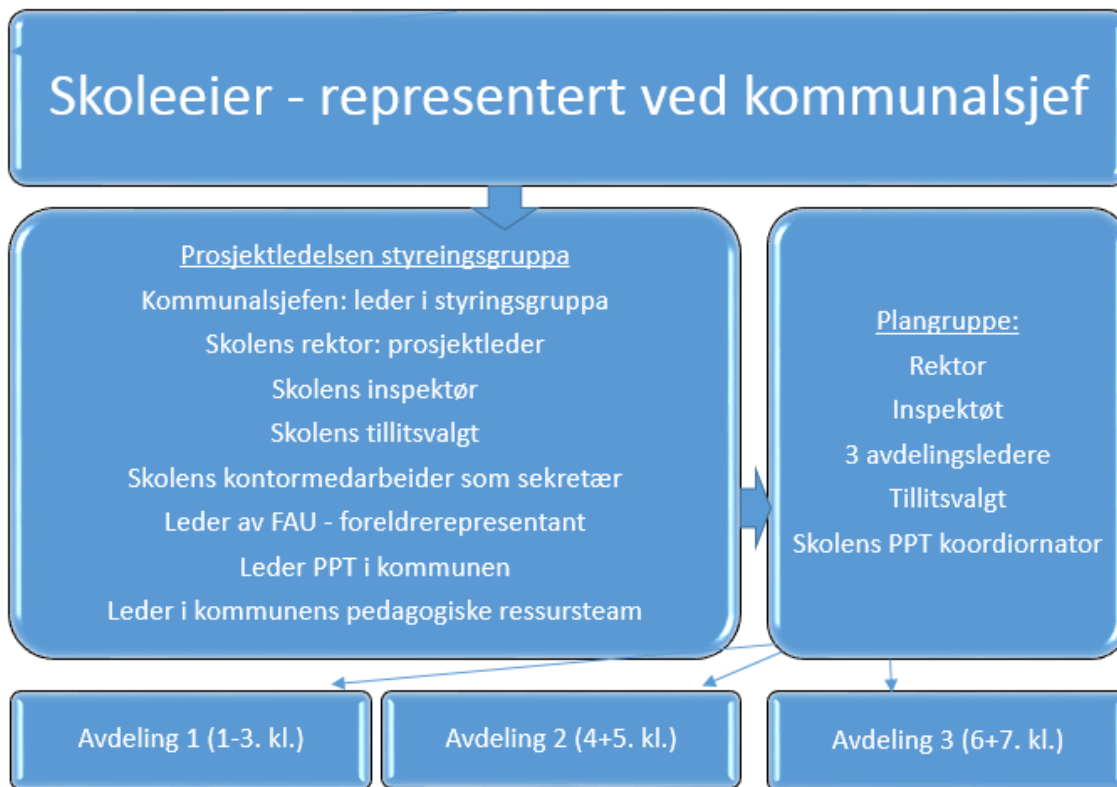 Skoleeier - representert ved kommunalsjef
Prosjektledelsen styreingsgruppa
Kommunalsjefen: leder i styringsgruppa
Skolens rektor: prosjektleder
Skolens inspektør
Skolens tillitsvalgt
Skolens kontormedarbeider som sekretær
Leder av FAU - foreldrerepresentant
Leder PPT i kommunen
Leder i kommunens pedagogiske ressursteam
Plangruppe:
Rektor
Inspektøt
3 avdelingsledere
Tillitsvalgt
Skolens PPT koordiornator
Avdeling 1 (1-3. kl.)
Avdeling 2 (4+5. kl.)
Avdeling 3 (6+7. kl.)